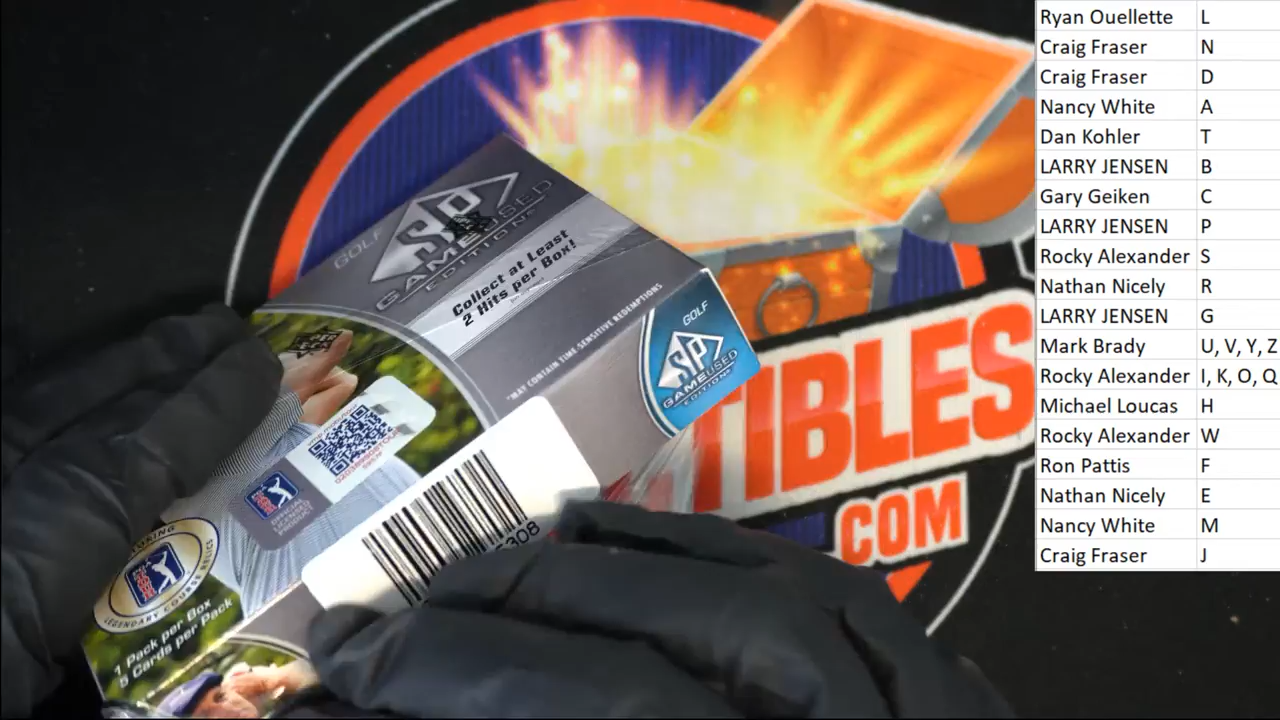 GOLF
SP
GAME USED
EDITION
Collect at Least
2 Hits per Box!
*MAY CONTAIN TIME-SENSITIVE REDEMPTIONS
GOLF
SP
GAME USED
EDITION
OFFICIAL
LICENSED
PRODUCT
LEGENDARY COURSE RELICS
1 Pack per Box
5 Cards per Pack
TIBLES
.COM
Ryan Ouellette L
Craig Fraser N
Craig Fraser D
Nancy White A
Dan Kohler T
LARRY JENSEN B
Gary Geiken C
LARRY JENSEN P
Rocky Alexander S
Nathan Nicely R
LARRY JENSEN G
Mark Brady U, V, Y, Z
Rocky Alexander I, K, O, Q
Michael Loucas H
Rocky Alexander W
Ron Pattis F
Nathan Nicely E
Nancy White M
Craig Fraser J